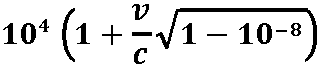 10⁴ (1 + v/c √(1 − 10⁻⁸))